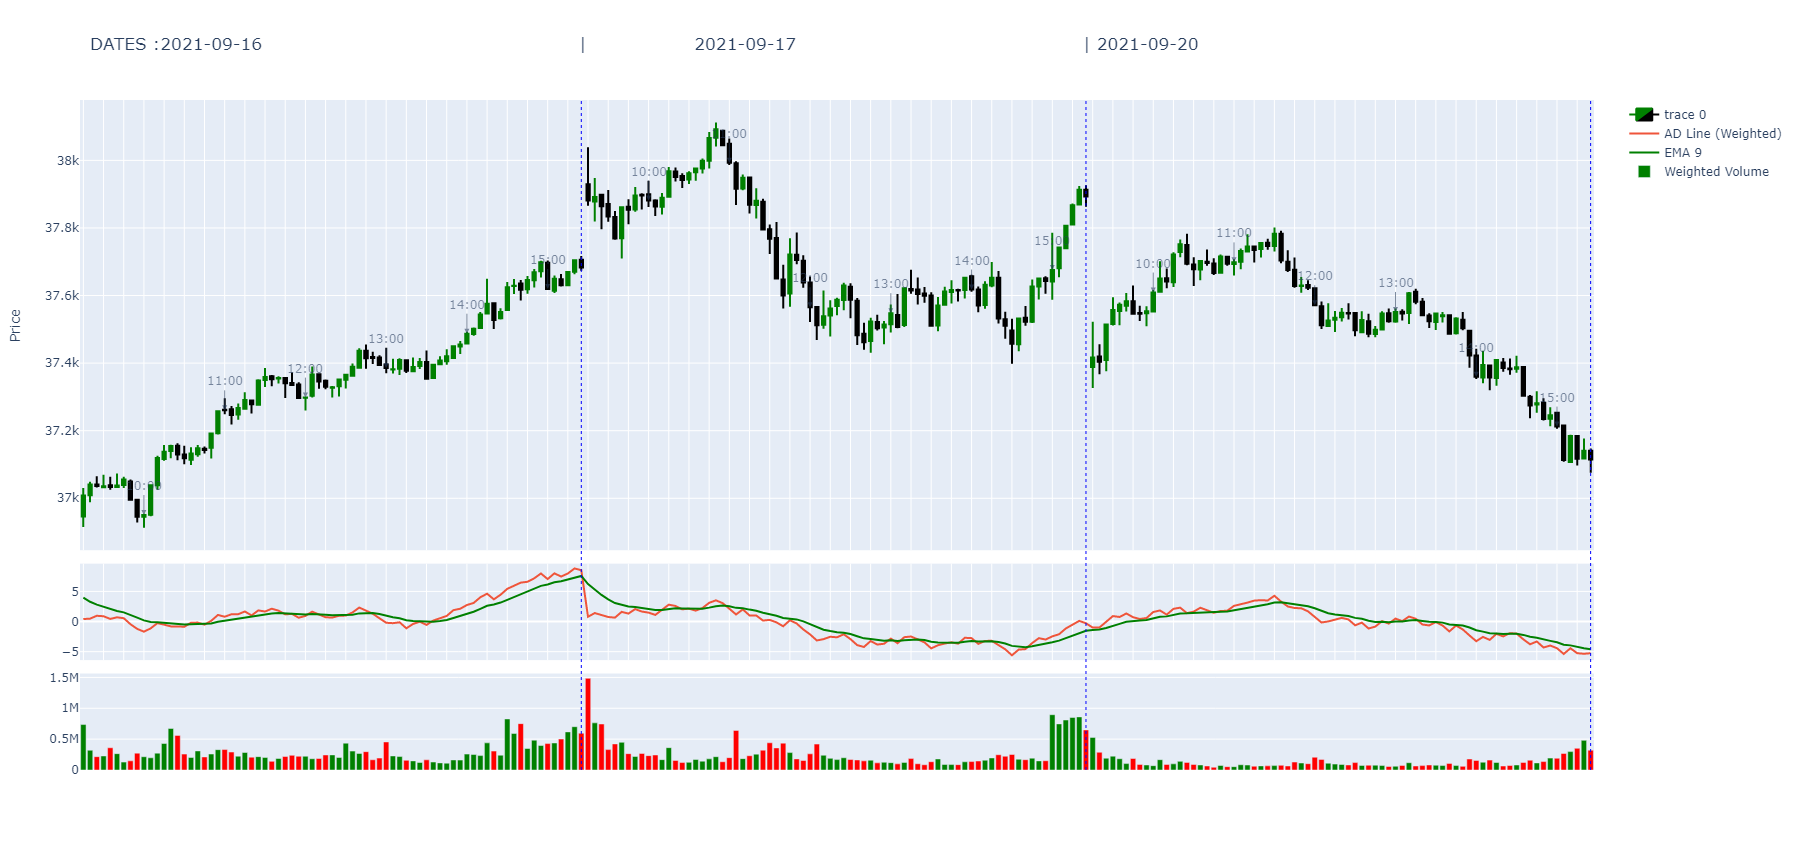 DATES :2021-09-16 | 2021-09-17 | 2021-09-20
trace 0
AD Line (Weighted)
EMA 9
Weighted Volume
Price
38k
37.8k
37.6k
37.4k
37.2k
37k
11:00
12:00
13:00
14:00
15:00
10:00
13:00
14:00
15:00
10:00
11:00
12:00
13:00
15:00
5
0
−5
1.5M
1M
0.5M
0